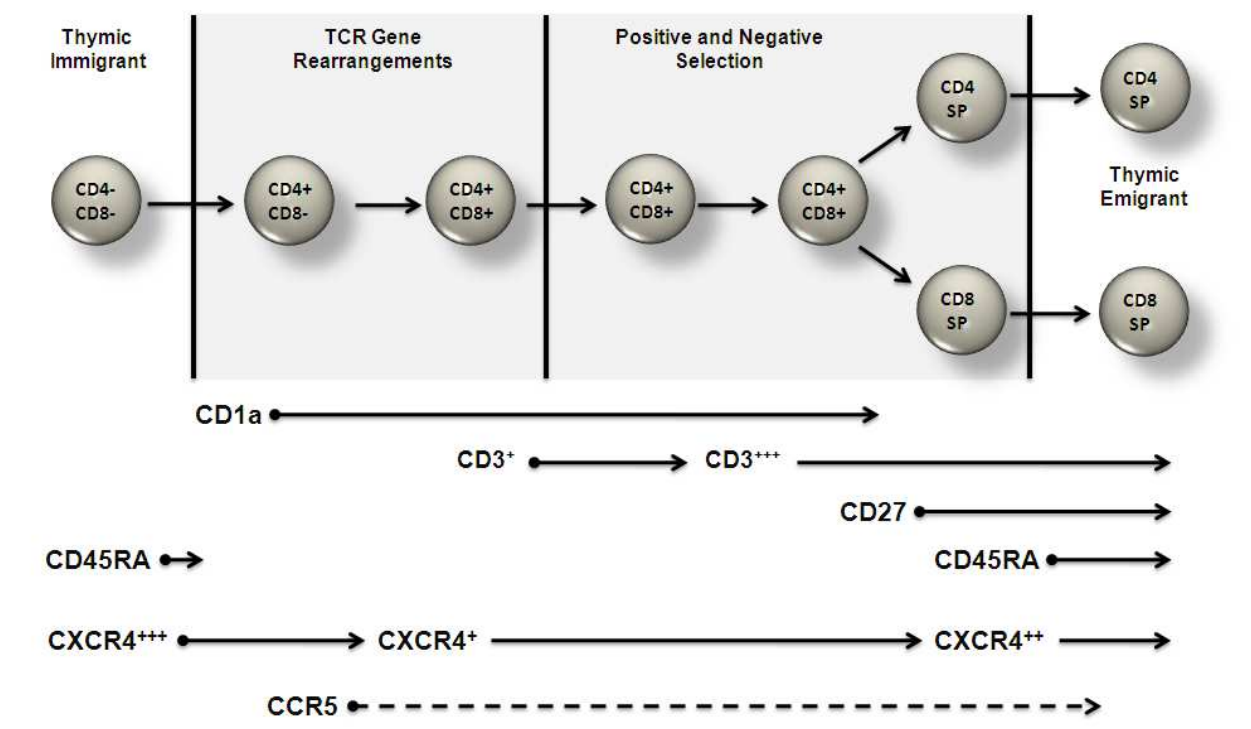 Thymic
Immigrant
TCR Gene
Rearrangements
Positive and Negative
Selection
CD4-
CD8-
CD4+
CD8-
CD4+
CD8+
CD4+
CD8+
CD4+
CD8+
CD4
SP
CD8
SP
CD4
SP
Thymic
Emigrant
CD8
SP
CD1a
CD3⁺ CD3⁺⁺⁺
CD27
CD45RA CD45RA
CXCR4⁺⁺⁺ CXCR4⁺ CXCR4⁺⁺
CCR5